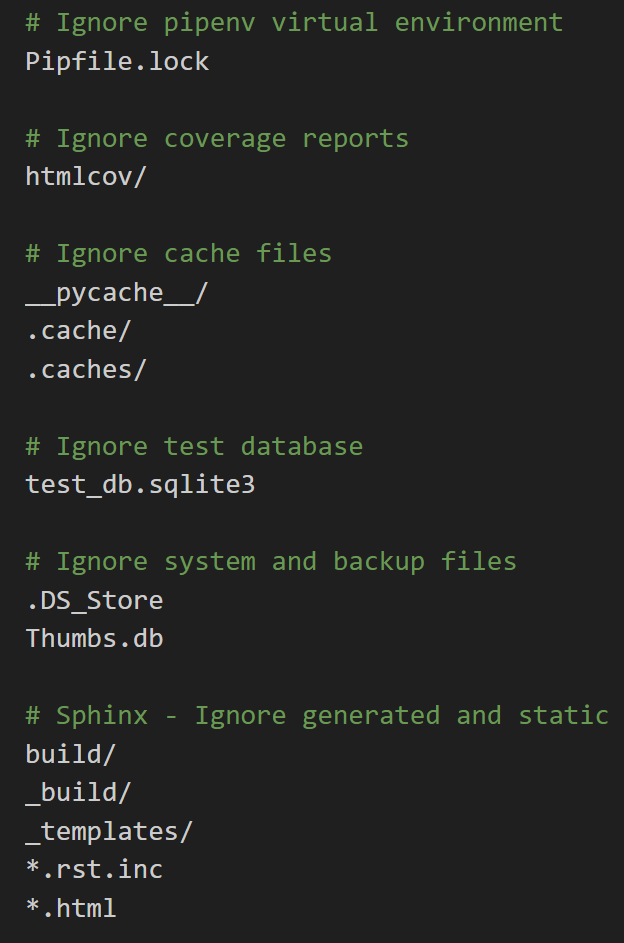 # Ignore pipenv virtual environment
Pipfile.lock
# Ignore coverage reports
htmlcov/
# Ignore cache files
__pycache__/
.cache/
.caches/
# Ignore test database
test_db.sqlite3
# Ignore system and backup files
.DS_Store
Thumbs.db
# Sphinx - Ignore generated and static
build/
_build/
_templates/
*.rst.inc
*.html